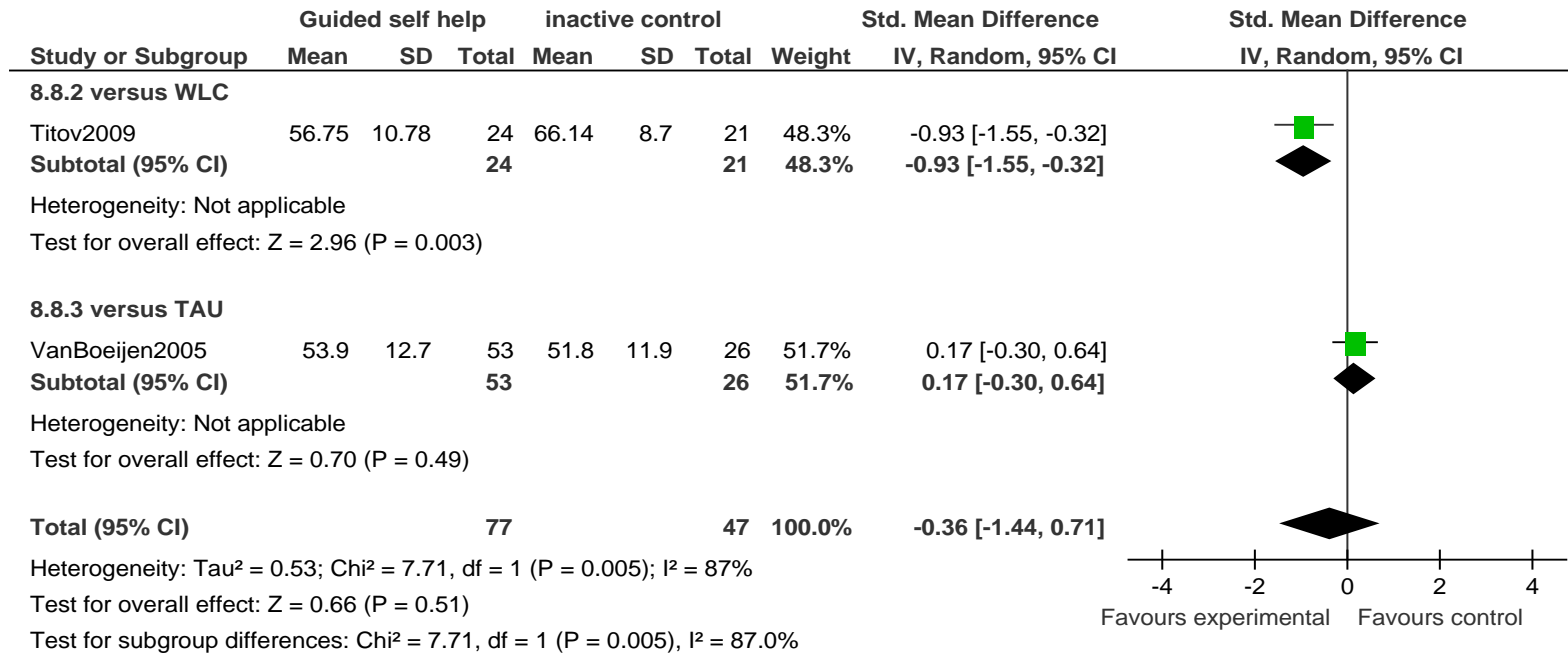 Guided self help inactive control Std. Mean Difference Std. Mean Difference
Study or Subgroup Mean SD Total Mean SD Total Weight IV, Random, 95% CI IV, Random, 95% CI
8.8.2 versus WLC
Titov2009 56.75 10.78 24 66.14 8.7 21 48.3% -0.93 [-1.55, -0.32]
Subtotal (95% CI) 24 21 48.3% -0.93 [-1.55, -0.32]
Heterogeneity: Not applicable
Test for overall effect: Z = 2.96 (P = 0.003)
8.8.3 versus TAU
VanBoeijen2005 53.9 12.7 53 51.8 11.9 26 51.7% 0.17 [-0.30, 0.64]
Subtotal (95% CI) 53 26 51.7% 0.17 [-0.30, 0.64]
Heterogeneity: Not applicable
Test for overall effect: Z = 0.70 (P = 0.49)
Total (95% CI) 77 47 100.0% -0.36 [-1.44, 0.71]
Heterogeneity: Tau² = 0.53; Chi² = 7.71, df = 1 (P = 0.005); I² = 87%
Test for overall effect: Z = 0.66 (P = 0.51)
Test for subgroup differences: Chi² = 7.71, df = 1 (P = 0.005), I² = 87.0%
-4 -2 0 2 4
Favours experimental Favours control